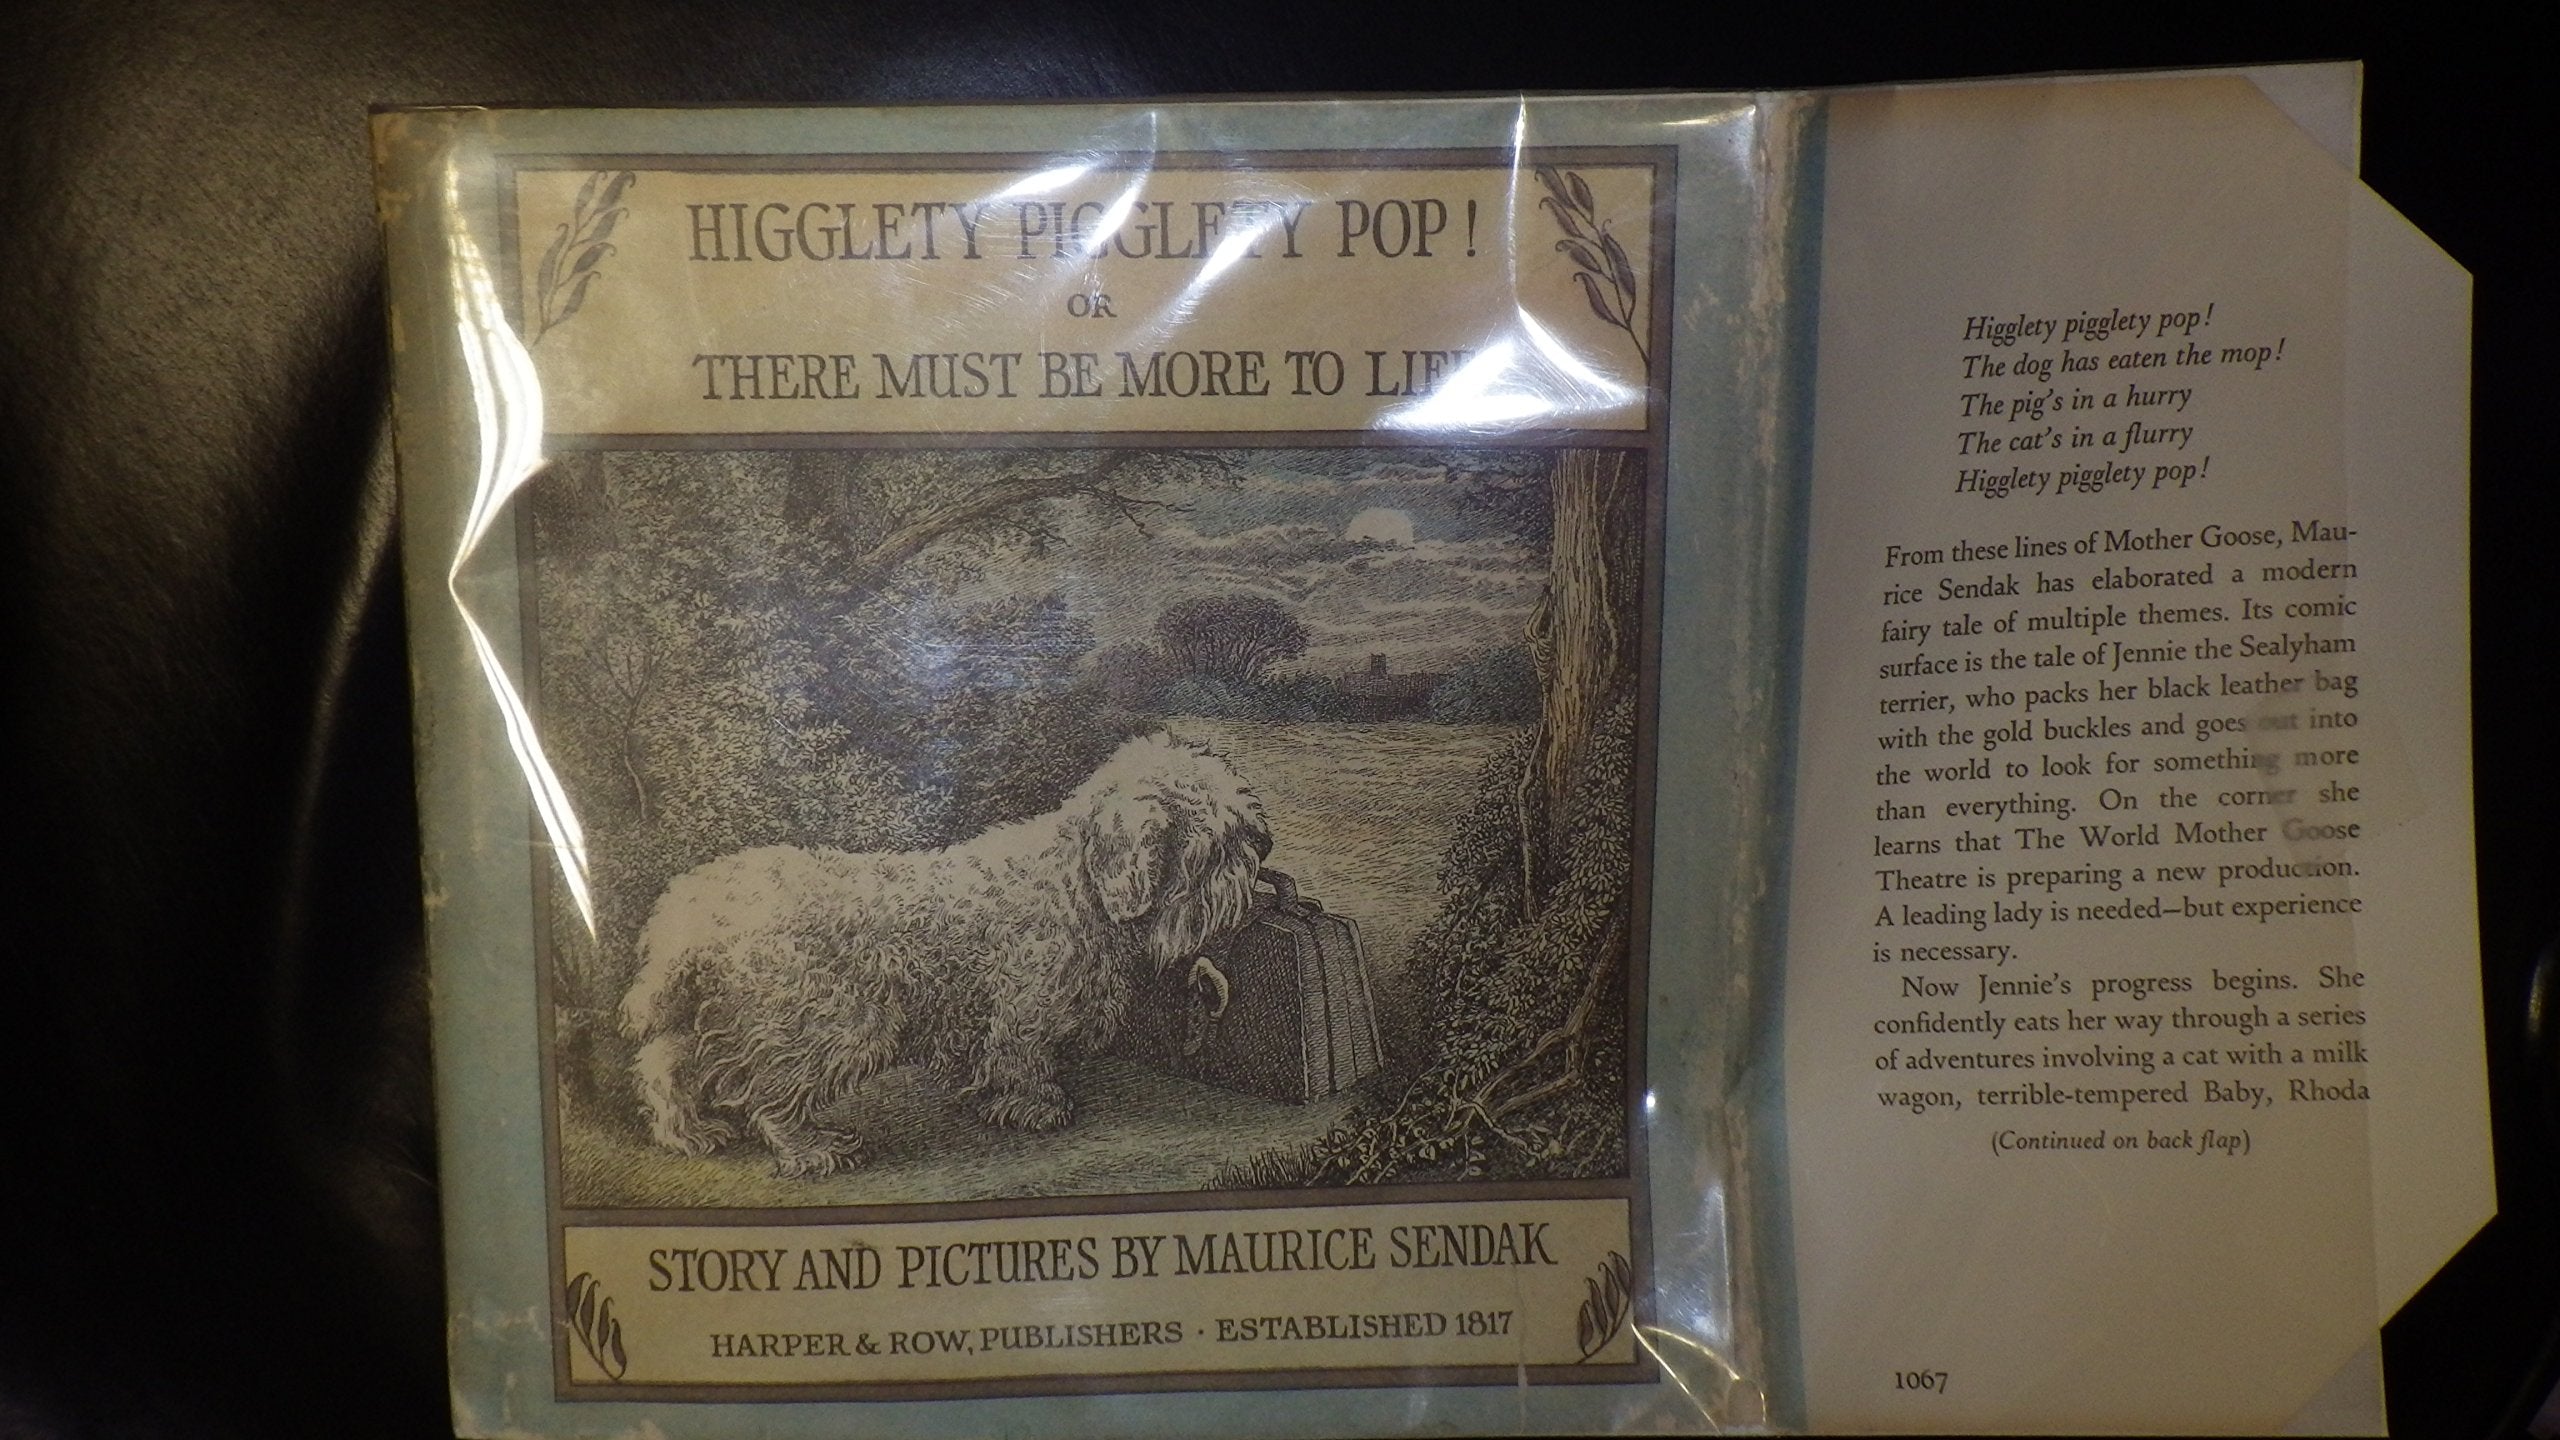 HIGGLETY PIGGLETY POP!
OR
THERE MUST BE MORE TO LIFE
STORY AND PICTURES BY MAURICE SENDAK
HARPER & ROW, PUBLISHERS · ESTABLISHED 1817
Higglety pigglety pop!
The dog has eaten the mop!
The pig's in a hurry
The cat's in a flurry
Higglety pigglety pop!
From these lines of Mother Goose, Mau-
rice Sendak has elaborated a modern
fairy tale of multiple themes. Its comic
surface is the tale of Jennie the Sealyham
terrier, who packs her black leather bag
with the gold buckles and goes out into
the world to look for something more
than everything. On the corner she
learns that The World Mother Goose
Theatre is preparing a new production.
A leading lady is needed—but experience
is necessary.
Now Jennie's progress begins. She
confidently eats her way through a series
of adventures involving a cat with a milk
wagon, terrible-tempered Baby, Rhoda
(Continued on back flap)
1067